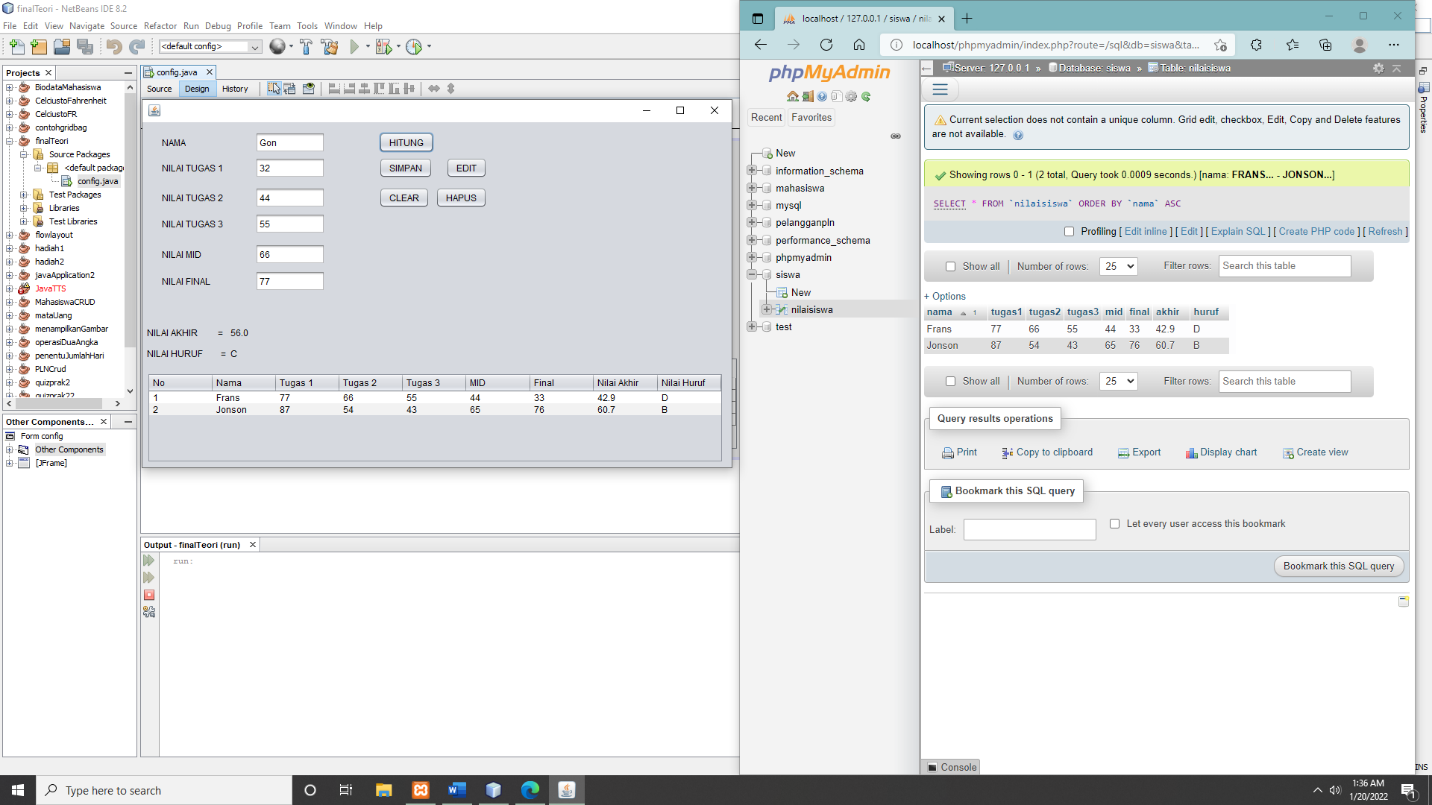 finalTeori - NetBeans IDE 8.2
File Edit View Navigate Source Refactor Run Debug Profile Team Tools Window Help
<default config>
Projects
BiodataMahasiswa
CelciustoFahrenheit
CelciustoFR
contohgridbag
finalTeori
Source Packages
<default package
config.java
Test Packages
Libraries
Test Libraries
flowlayout
hadiah1
hadiah2
javaApplication2
JavaTTS
MahasiswaCRUD
mataUang
menampilkanGambar
operasiDuaAngka
penentuJumlahHari
PLNCrud
quizprak2
quizprak22
Other Components...
Form config
Other Components
[JFrame]
config.java
Source Design History
NAMA Gon HITUNG
NILAI TUGAS 1 32 SIMPAN EDIT
NILAI TUGAS 2 44 CLEAR HAPUS
NILAI TUGAS 3 55
NILAI MID 66
NILAI FINAL 77
NILAI AKHIR = 56.0
NILAI HURUF = C
No Nama Tugas 1 Tugas 2 Tugas 3 MID Final Nilai Akhir Nilai Huruf
1 Frans 77 66 55 44 33 42.9 D
2 Jonson 87 54 43 65 76 60.7 B
Output - finalTeori (run)
run:
localhost / 127.0.0.1 / siswa / nil
localhost/phpmyadmin/index.php?route=/sql&db=siswa&ta...
phpMyAdmin
Recent Favorites
New
information_schema
mahasiswa
mysql
pelangganpln
performance_schema
phpmyadmin
siswa
New
nilaisiswa
test
Server: 127.0.0.1 » Database: siswa » Table: nilaisiswa
Current selection does not contain a unique column. Grid edit, checkbox, Edit, Copy and Delete features
are not available.
Showing rows 0 - 1 (2 total, Query took 0.0009 seconds.) [nama: FRANS... - JONSON...]
SELECT * FROM `nilaisiswa` ORDER BY `nama` ASC
Profiling [ Edit inline ] [ Edit ] [ Explain SQL ] [ Create PHP code ] [ Refresh ]
Show all Number of rows: 25 Filter rows: Search this table
+ Options
nama 1 tugas1 tugas2 tugas3 mid final akhir huruf
Frans 77 66 55 44 33 42.9 D
Jonson 87 54 43 65 76 60.7 B
Show all Number of rows: 25 Filter rows: Search this table
Query results operations
Print Copy to clipboard Export Display chart Create view
Bookmark this SQL query
Label: Let every user access this bookmark
Bookmark this SQL query
Console
Properties
INS
Type here to search
1:36 AM
1/20/2022
1